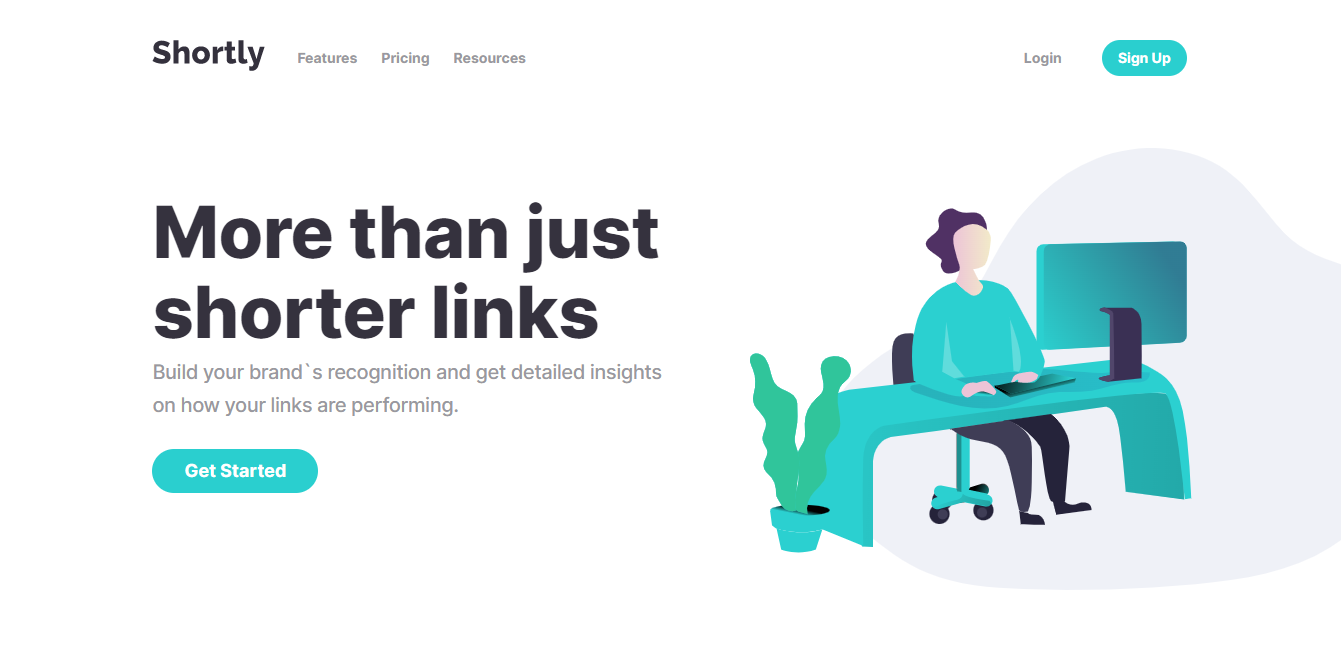 Shortly Features Pricing Resources Login Sign Up
More than just
shorter links
Build your brand`s recognition and get detailed insights
on how your links are performing.
Get Started